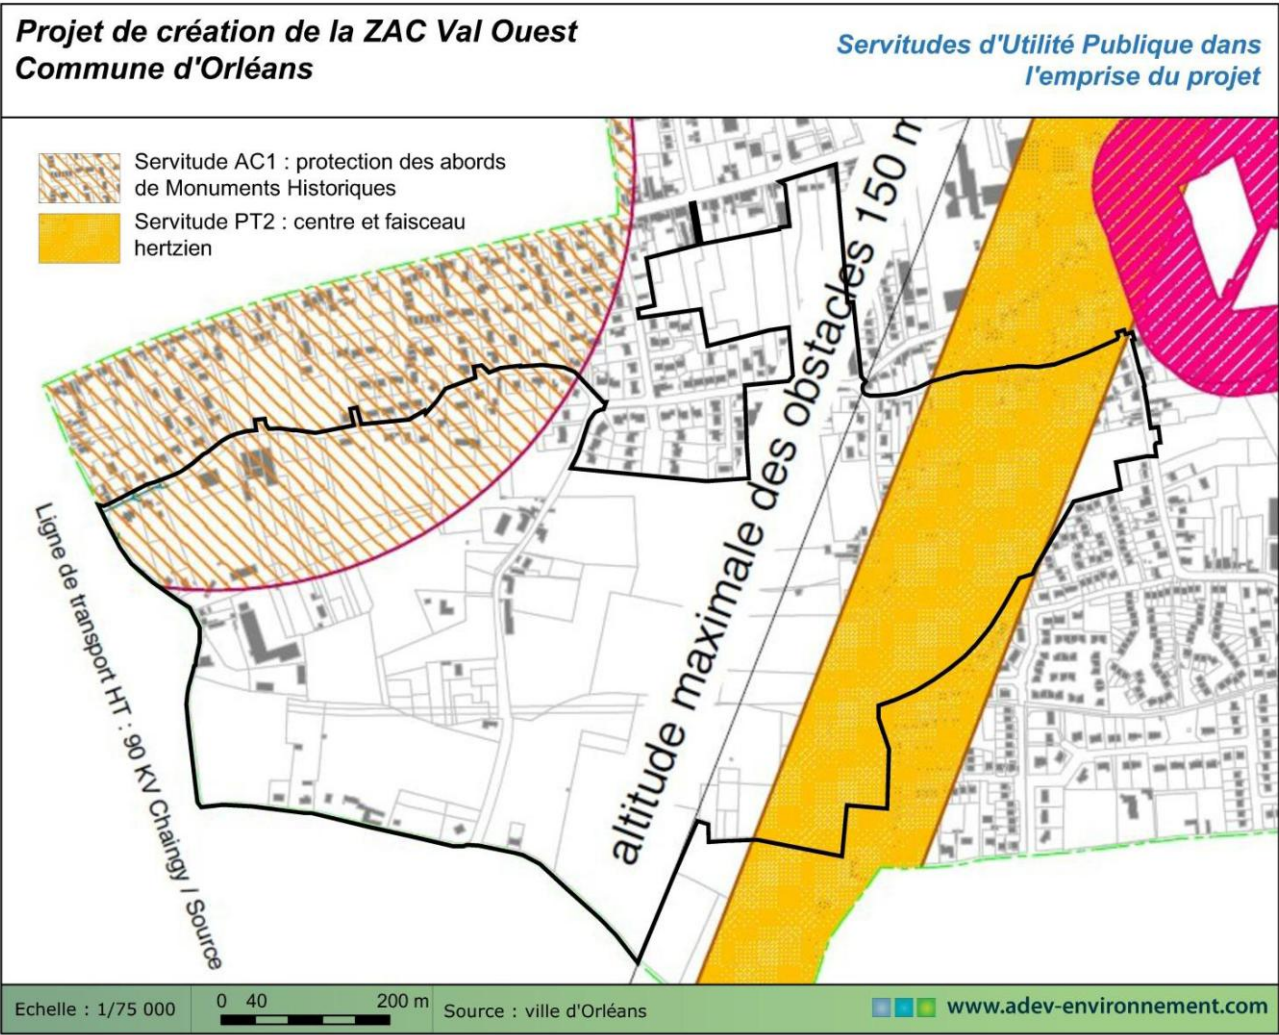 Projet de création de la ZAC Val Ouest
Commune d'Orléans
Servitudes d'Utilité Publique dans
l'emprise du projet
Servitude AC1 : protection des abords
de Monuments Historiques
Servitude PT2 : centre et faisceau
hertzien
altitude maximale des obstacles 150 m
Ligne de transport HT : 90 KV Chaingy / Source
Echelle : 1/75 000
0 40 200 m
Source : ville d'Orléans
www.adev-environnement.com